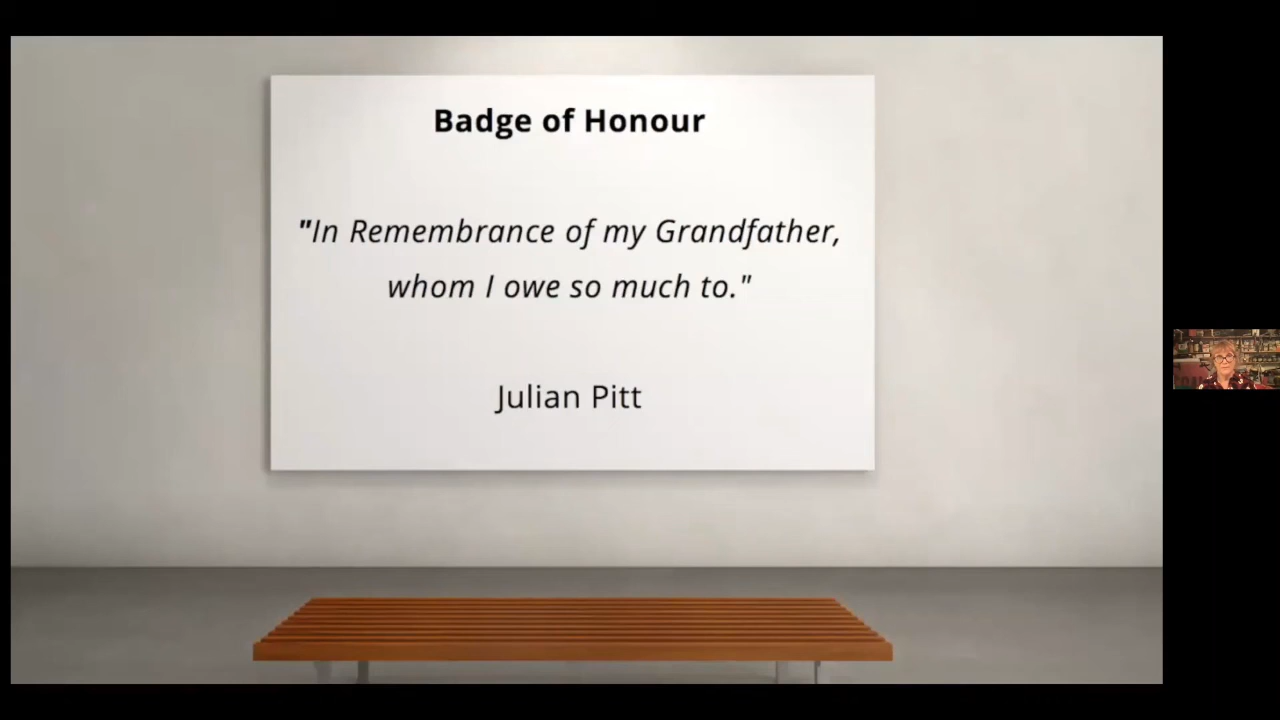 Badge of Honour
"In Remembrance of my Grandfather,
whom I owe so much to."
Julian Pitt